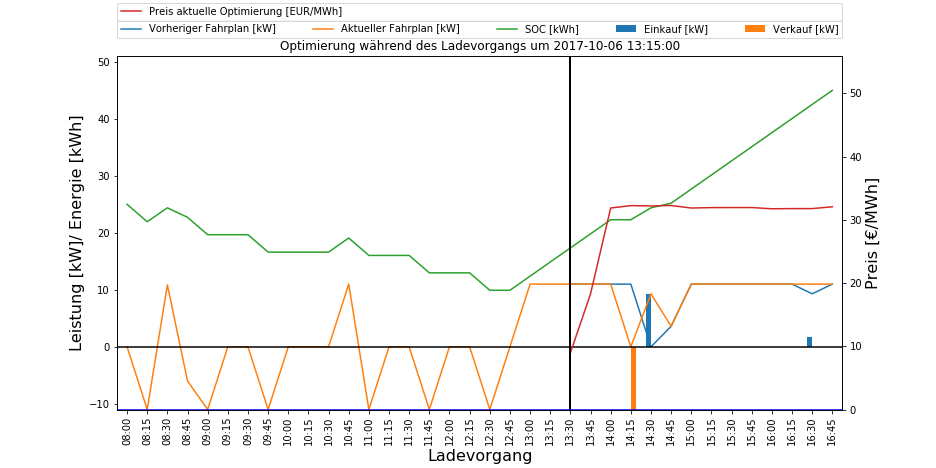 Preis aktuelle Optimierung [EUR/MWh]
Vorheriger Fahrplan [kW] Aktueller Fahrplan [kW] SOC [kWh] Einkauf [kW] Verkauf [kW]
Optimierung während des Ladevorgangs um 2017-10-06 13:15:00
Leistung [kW]/ Energie [kWh]
50
40
30
20
10
0
−10
Preis [€/MWh]
50
40
30
20
10
0
08:00 08:15 08:30 08:45 09:00 09:15 09:30 09:45 10:00 10:15 10:30 10:45 11:00 11:15 11:30 11:45 12:00 12:15 12:30 12:45 13:00 13:15 13:30 13:45 14:00 14:15 14:30 14:45 15:00 15:15 15:30 15:45 16:00 16:15 16:30 16:45
Ladevorgang